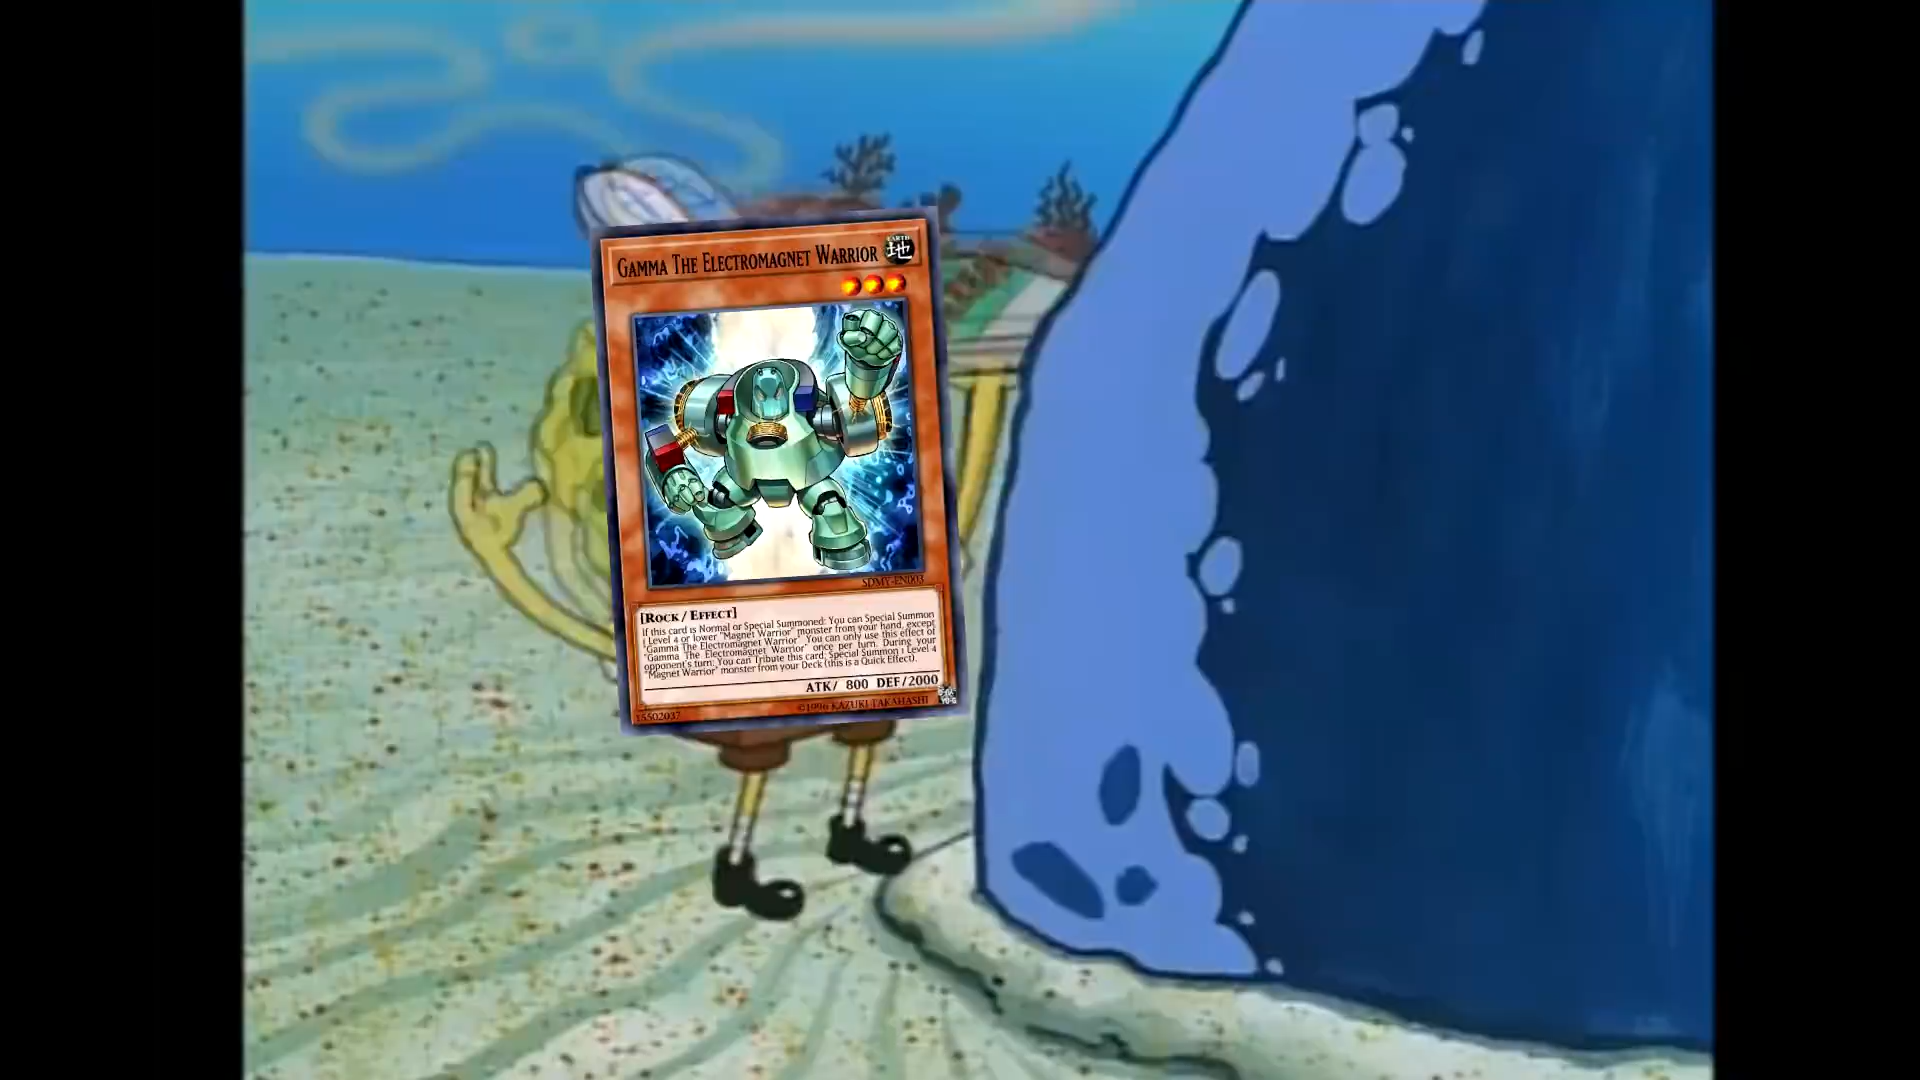 GAMMA THE ELECTROMAGNET WARRIOR
EARTH
地
SDMY-EN003
[ROCK / EFFECT]
If this card is Normal or Special Summoned: You can Special Summon
1 Level 4 or lower "Magnet Warrior" monster from your hand, except
"Gamma The Electromagnet Warrior". You can only use this effect of
"Gamma The Electromagnet Warrior" once per turn. During your
opponent's turn: You can Tribute this card; Special Summon 1 Level 4
"Magnet Warrior" monster from your Deck (this is a Quick Effect).
ATK/ 800 DEF/2000
15502037
©1996 KAZUKI TAKAHASHI